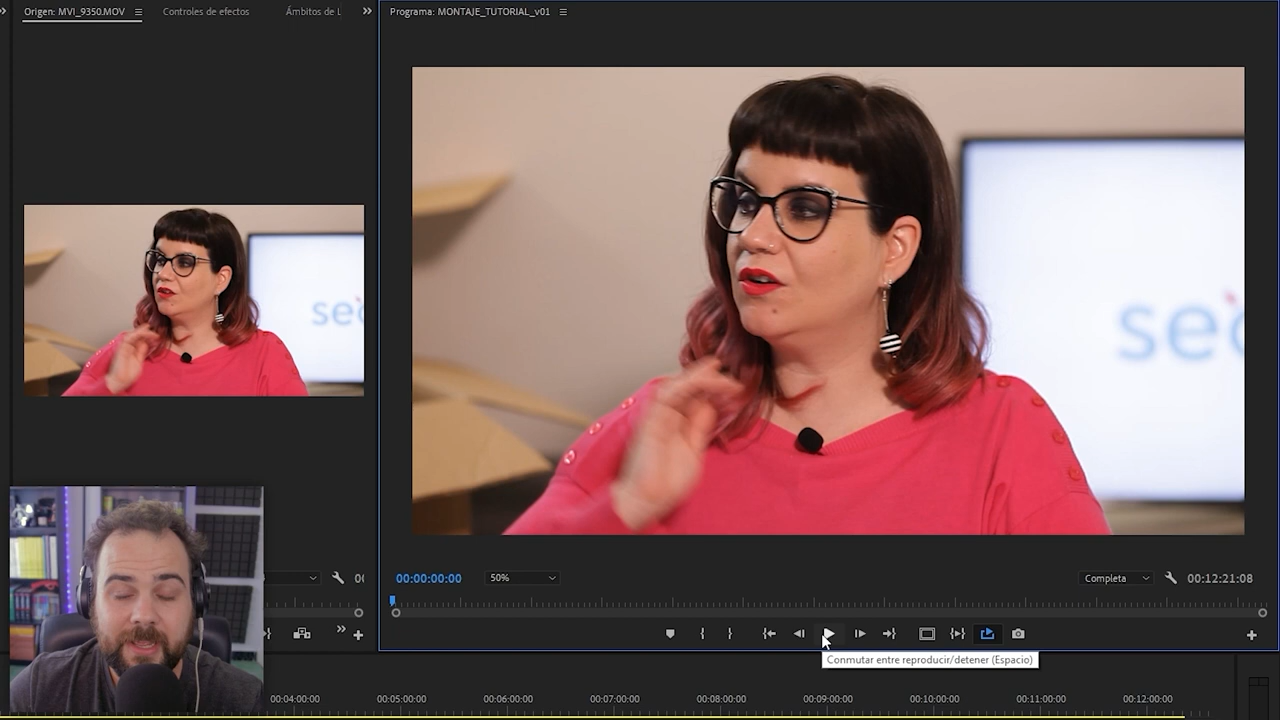 Origen: MVI_9350.MOV
Controles de efectos
Ámbitos de L
Programa: MONTAJE_TUTORIAL_v01
seo
seo
00:00:00:00
50%
Completa
00:12:21:08
Conmutar entre reproducir/detener (Espacio)
00:04:00:00
00:05:00:00
00:06:00:00
00:07:00:00
00:08:00:00
00:09:00:00
00:10:00:00
00:11:00:00
00:12:00:00